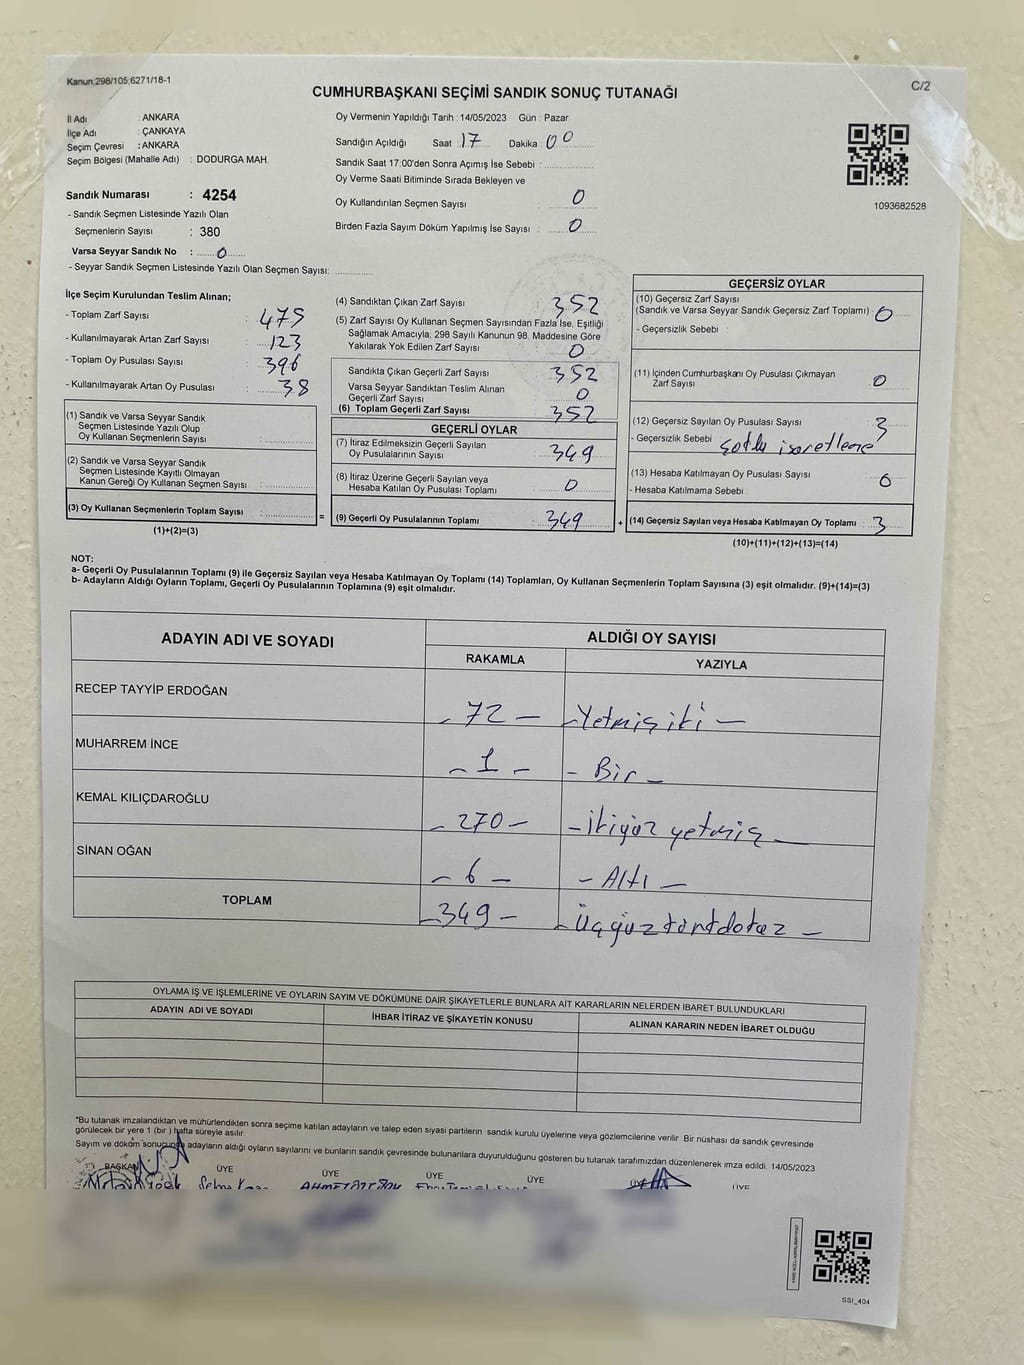 Kanun:298/105;6271/18-1
C/2
CUMHURBAŞKANI SEÇİMİ SANDIK SONUÇ TUTANAĞI
İl Adı : ANKARA
İlçe Adı : ÇANKAYA
Seçim Çevresi : ANKARA
Seçim Bölgesi (Mahalle Adı) : DODURGA MAH.
Sandık Numarası : 4254
- Sandık Seçmen Listesinde Yazılı Olan
Seçmenlerin Sayısı : 380
Varsa Seyyar Sandık No : 0
- Seyyar Sandık Seçmen Listesinde Yazılı Olan Seçmen Sayısı:
Oy Vermenin Yapıldığı Tarih : 14/05/2023 Gün : Pazar
Sandığın Açıldığı Saat 17 Dakika : 00
Sandık Saat 17:00'den Sonra Açımış İse Sebebi :
Oy Verme Saati Bitiminde Sırada Bekleyen ve
Oy Kullandırılan Seçmen Sayısı : 0
Birden Fazla Sayım Döküm Yapılmış İse Sayısı : 0
1093682528
İlçe Seçim Kurulundan Teslim Alınan;
- Toplam Zarf Sayısı : 475
- Kullanılmayarak Artan Zarf Sayısı : 123
- Toplam Oy Pusulası Sayısı : 396
- Kullanılmayarak Artan Oy Pusulası : 38
(1) Sandık ve Varsa Seyyar Sandık
Seçmen Listesinde Yazılı Olup
Oy Kullanan Seçmenlerin Sayısı :
(2) Sandık ve Varsa Seyyar Sandık
Seçmen Listesinde Kayıtlı Olmayan
Kanun Gereği Oy Kullanan Seçmen Sayısı :
(3) Oy Kullanan Seçmenlerin Toplam Sayısı : =
(1)+(2)=(3)
(4) Sandıktan Çıkan Zarf Sayısı : 352
(5) Zarf Sayısı Oy Kullanan Seçmen Sayısından Fazla İse, Eşitliği
Sağlamak Amacıyla; 298 Sayılı Kanunun 98. Maddesine Göre
Yakılarak Yok Edilen Zarf Sayısı : 0
Sandıkta Çıkan Geçerli Zarf Sayısı : 352
Varsa Seyyar Sandıktan Teslim Alınan
Geçerli Zarf Sayısı : 0
(6) Toplam Geçerli Zarf Sayısı : 352
GEÇERLİ OYLAR
(7) İtiraz Edilmeksizin Geçerli Sayılan
Oy Pusulalarının Sayısı : 349
(8) İtiraz Üzerine Geçerli Sayılan veya
Hesaba Katılan Oy Pusulası Toplamı : 0
(9) Geçerli Oy Pusulalarının Toplamı : 349 +
GEÇERSİZ OYLAR
(10) Geçersiz Zarf Sayısı
(Sandık ve Varsa Seyyar Sandık Geçersiz Zarf Toplamı) : 0
- Geçersizlik Sebebi
(11) İçinden Cumhurbaşkanı Oy Pusulası Çıkmayan
Zarf Sayısı : 0
(12) Geçersiz Sayılan Oy Pusulası Sayısı : 3
- Geçersizlik Sebebi işaretleme
(13) Hesaba Katılmayan Oy Pusulası Sayısı : 0
- Hesaba Katılmama Sebebi :
(14) Geçersiz Sayılan veya Hesaba Katılmayan Oy Toplamı : 3
(10)+(11)+(12)+(13)=(14)
NOT:
a- Geçerli Oy Pusulalarının Toplamı (9) ile Geçersiz Sayılan veya Hesaba Katılmayan Oy Toplamı (14) Toplamları, Oy Kullanan Seçmenlerin Toplam Sayısına (3) eşit olmalıdır. (9)+(14)=(3)
b- Adayların Aldığı Oyların Toplamı, Geçerli Oy Pusulalarının Toplamına (9) eşit olmalıdır.
ADAYIN ADI VE SOYADI ALDIĞI OY SAYISI
RAKAMLA YAZIYLA
RECEP TAYYİP ERDOĞAN - 72 - - Yetmiş iki -
MUHARREM İNCE - 1 - - Bir -
KEMAL KILIÇDAROĞLU - 270 - - ikiyüz yetmiş -
SİNAN OĞAN - 6 - - Altı -
TOPLAM - 349 - - Üçyüzkırkdokuz -
OYLAMA İŞ VE İŞLEMLERİNE VE OYLARIN SAYIM VE DÖKÜMÜNE DAİR ŞİKAYETLERLE BUNLARA AİT KARARLARIN NELERDEN İBARET BULUNDUKLARI
ADAYIN ADI VE SOYADI İHBAR İTİRAZ VE ŞİKAYETİN KONUSU ALINAN KARARIN NEDEN İBARET OLDUĞU
*Bu tutanak imzalandıktan ve mühürlendikten sonra seçime katılan adayların ve talep eden siyasi partilerin sandık kurulu üyelerine veya gözlemcilerine verilir. Bir nüshası da sandık çevresinde
görülecek bir yere 1 (bir ) hafta süreyle asılır.
Sayım ve döküm sonucunda adayların aldığı oyların sayılarını ve bunların sandık çevresinde bulunanlara duyurulduğunu gösteren bu tutanak tarafımızdan düzenlenerek imza edildi. 14/05/2023
BAŞKAN ÜYE ÜYE ÜYE ÜYE ÜYE ÜYE
SSI_404